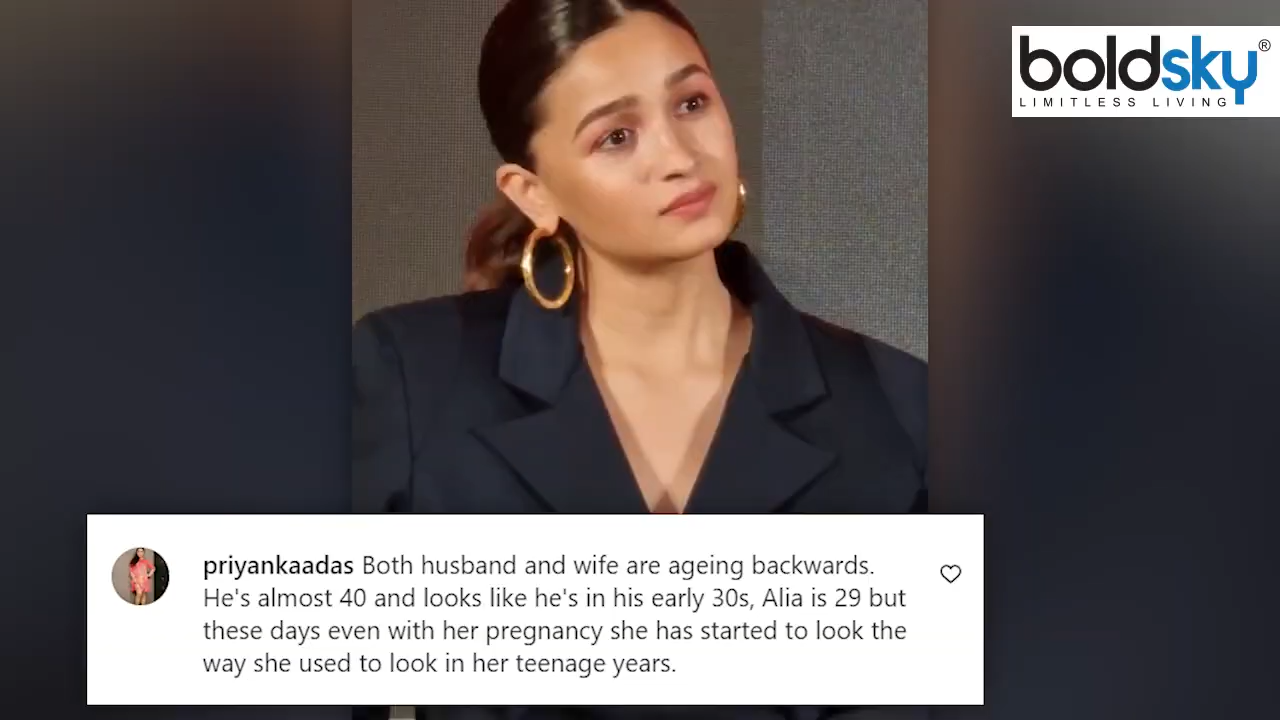 boldsky®
LIMITLESS LIVING
priyankaadas Both husband and wife are ageing backwards.
He's almost 40 and looks like he's in his early 30s, Alia is 29 but
these days even with her pregnancy she has started to look the
way she used to look in her teenage years.